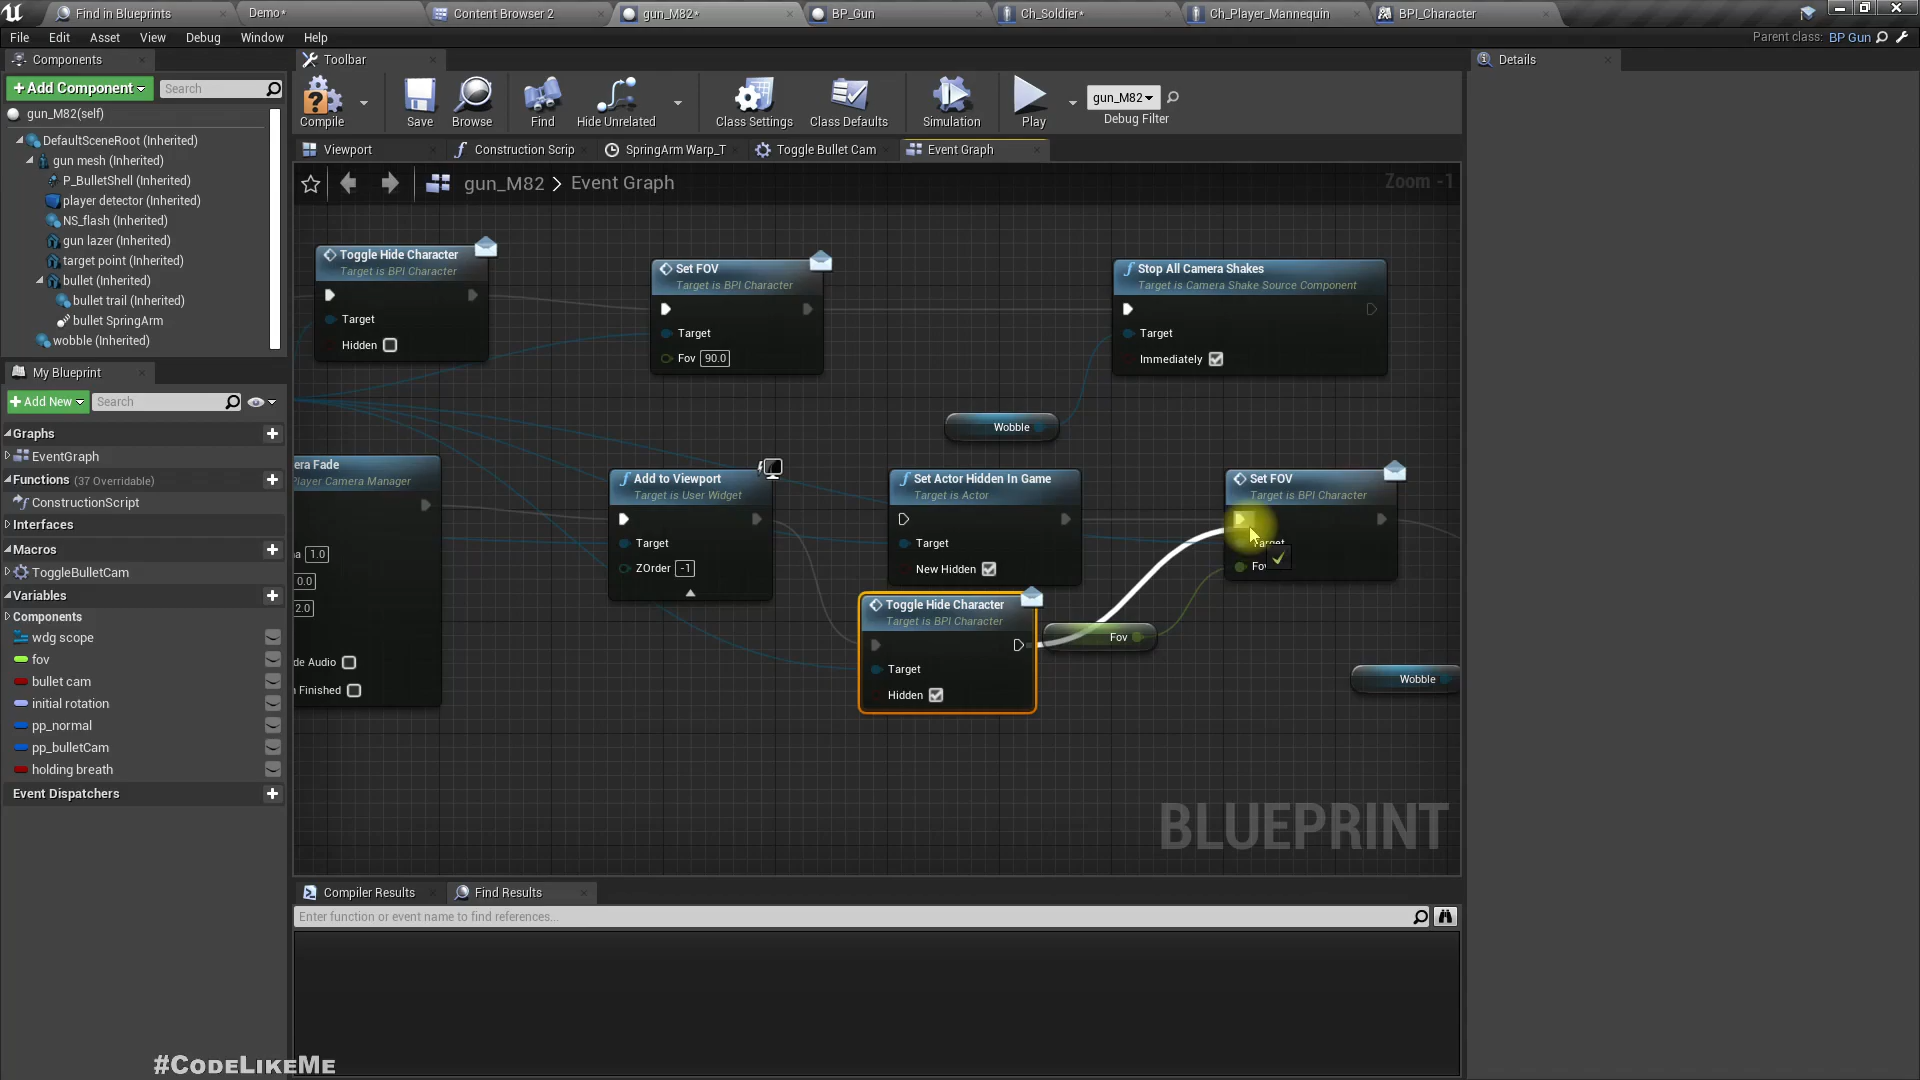 Find in Blueprints
Demo*
Content Browser 2
gun_M82*
BP_Gun
Ch_Soldier*
Ch_Player_Mannequin
BPI_Character
File
Edit
Asset
View
Debug
Window
Help
Parent class:
BP Gun
Components
Toolbar
Details
+Add Component
Search
gun_M82(self)
DefaultSceneRoot (Inherited)
gun mesh (Inherited)
P_BulletShell (Inherited)
player detector (Inherited)
NS_flash (Inherited)
gun lazer (Inherited)
target point (Inherited)
bullet (Inherited)
bullet trail (Inherited)
bullet SpringArm
wobble (Inherited)
Compile
Save
Browse
Find
Hide Unrelated
Class Settings
Class Defaults
Simulation
Play
gun_M82
Debug Filter
Viewport
Construction Scrip
SpringArm Warp_T
Toggle Bullet Cam
Event Graph
gun_M82 > Event Graph
Zoom -1
My Blueprint
+Add New
Search
Graphs
EventGraph
Functions (37 Overridable)
ConstructionScript
Interfaces
Macros
ToggleBulletCam
Variables
Components
wdg scope
fov
bullet cam
initial rotation
pp_normal
pp_bulletCam
holding breath
Event Dispatchers
Toggle Hide Character
Target is BPI Character
Target
Hidden
Set FOV
Target is BPI Character
Target
Fov 90.0
Stop All Camera Shakes
Target is Camera Shake Source Component
Target
Immediately
Wobble
era Fade
Player Camera Manager
a 1.0
0.0
2.0
de Audio
n Finished
Add to Viewport
Target is User Widget
Target
ZOrder -1
Set Actor Hidden In Game
Target is Actor
Target
New Hidden
Set FOV
Target is BPI Character
Target
Fov
Toggle Hide Character
Target is BPI Character
Target
Hidden
Fov
Wobble
BLUEPRINT
Compiler Results
Find Results
Enter function or event name to find references...
#CodeLikeMe